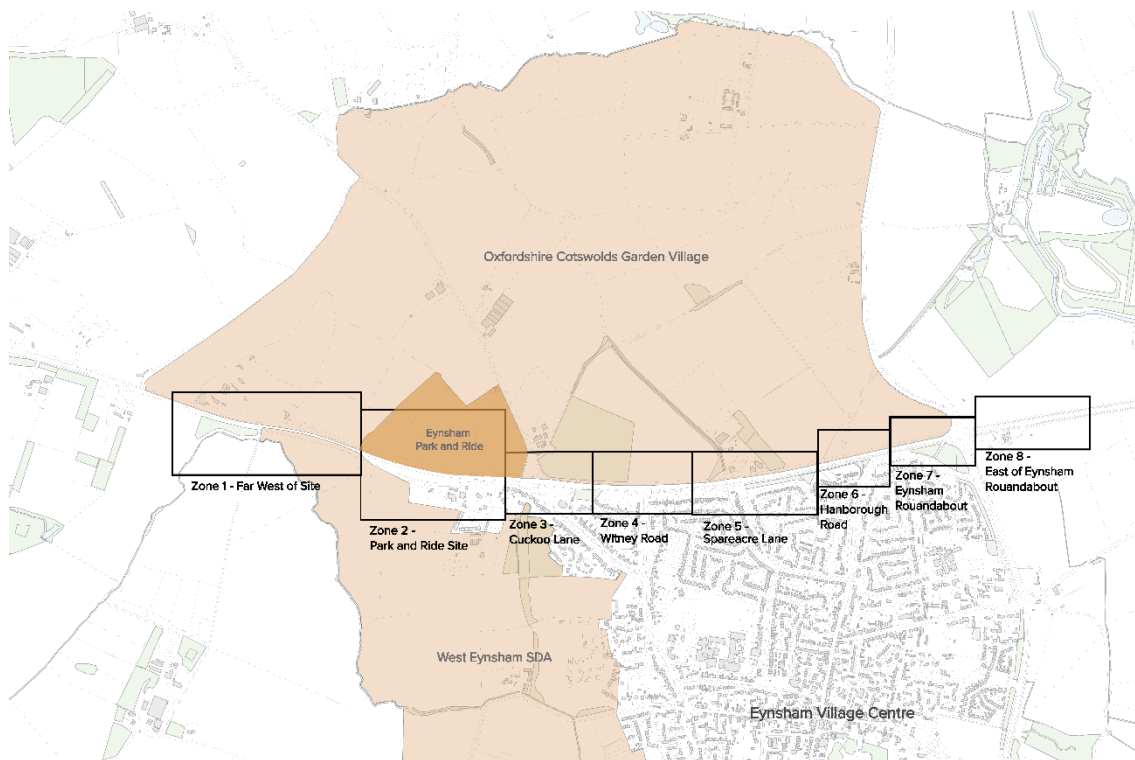 Oxfordshire Cotswolds Garden Village
Eynsham
Park and Ride
Zone 1 - Far West of Site
Zone 2 -
Park and Ride Site
Zone 3 -
Cuckoo Lane
Zone 4 -
Witney Road
Zone 5 -
Spareacre Lane
Zone 6 -
Hanborough
Road
Zone 7 -
Eynsham
Rouandabout
Zone 8 -
East of Eynsham
Rouandabout
West Eynsham SDA
Eynsham Village Centre